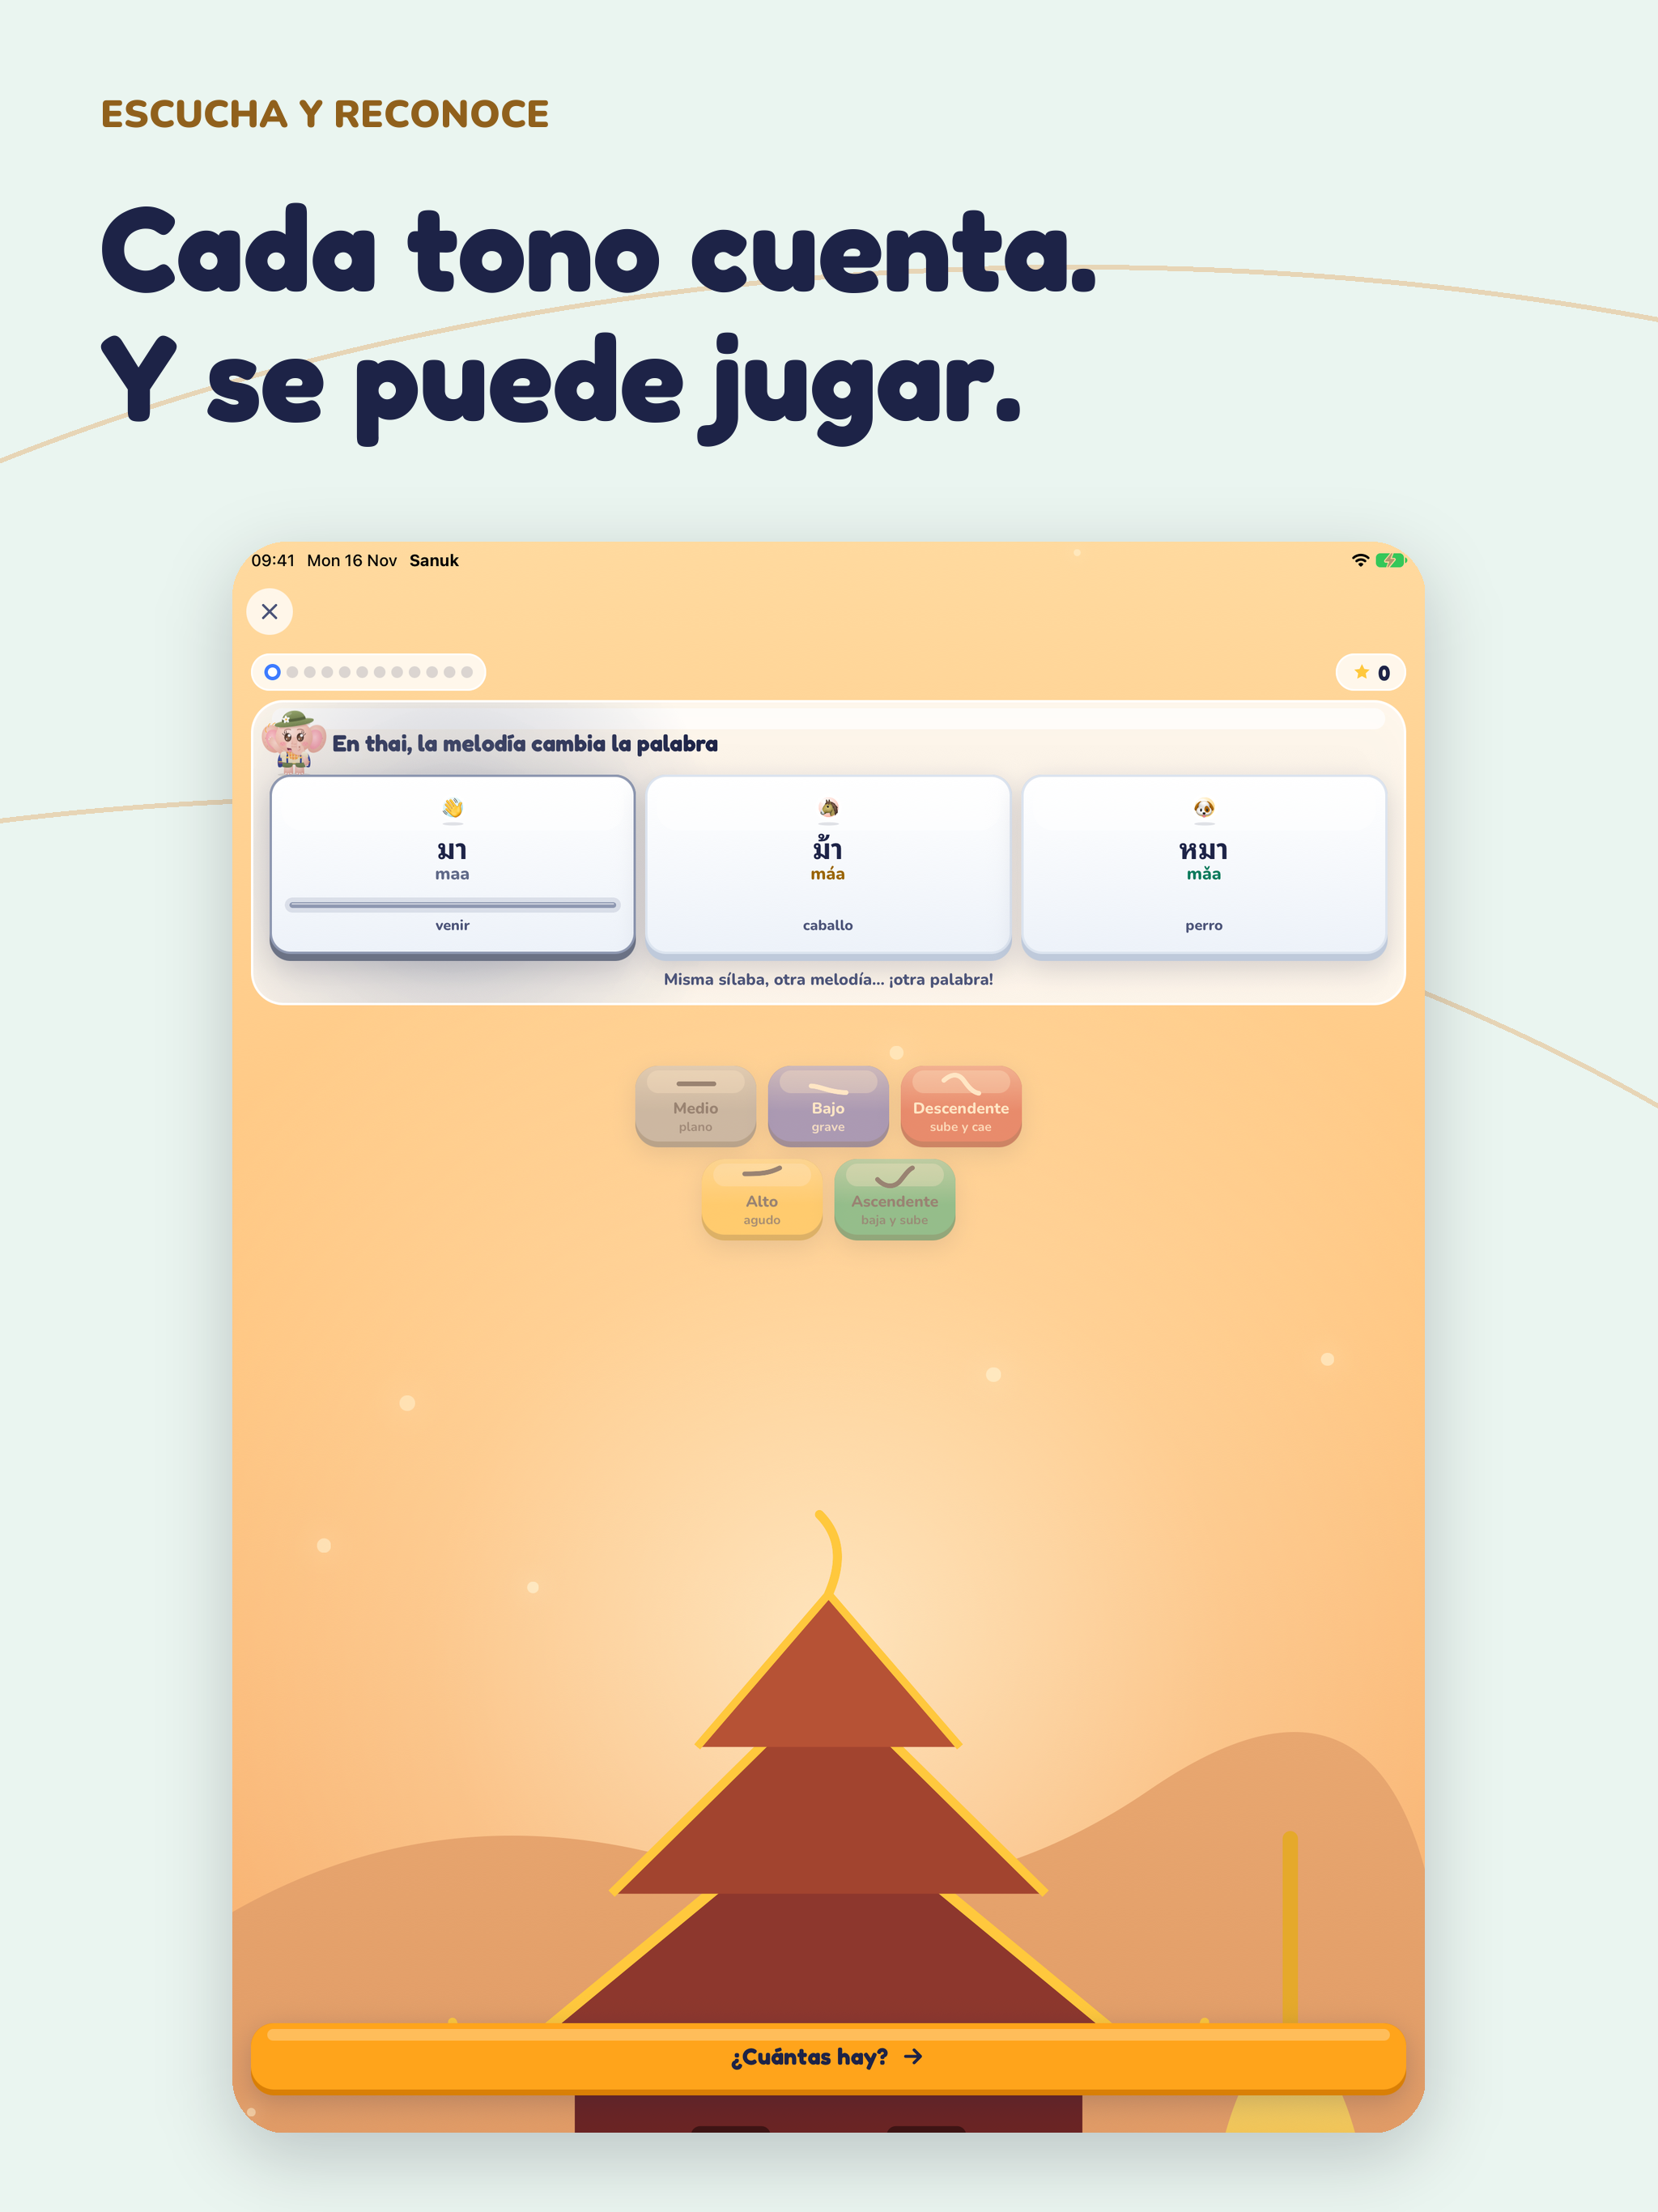 ESCUCHA Y RECONOCE
Cada tono cuenta.
Y se puede jugar.
09:41 Mon 16 Nov Sanuk
0
En thai, la melodía cambia la palabra
มา
maa
venir
ม้า
máa
caballo
หมา
mǎa
perro
Misma sílaba, otra melodía... ¡otra palabra!
Medio
plano
Bajo
grave
Descendente
sube y cae
Alto
agudo
Ascendente
baja y sube
¿Cuántas hay? →